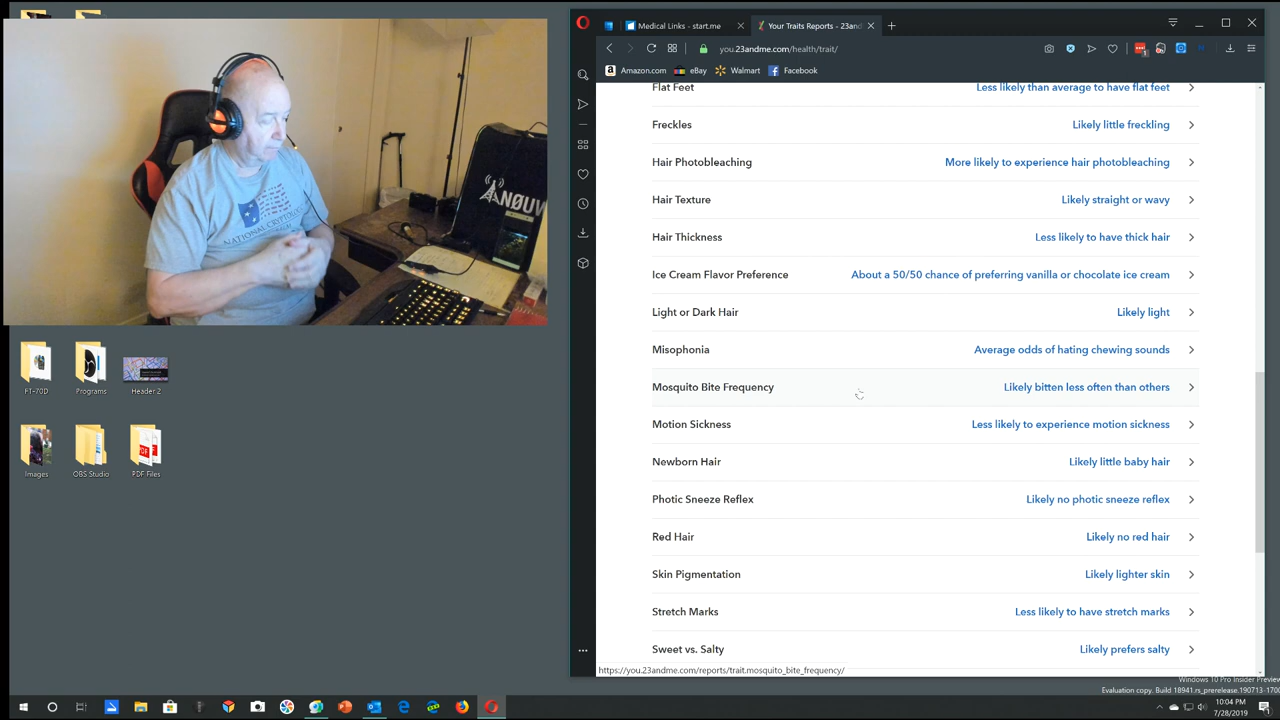 Medical Links - start.me
Your Traits Reports - 23and
you.23andme.com/health/trait/
Amazon.com
eBay
Walmart
Facebook
Flat Feet
Less likely than average to have flat feet
Freckles
Likely little freckling
Hair Photobleaching
More likely to experience hair photobleaching
Hair Texture
Likely straight or wavy
Hair Thickness
Less likely to have thick hair
Ice Cream Flavor Preference
About a 50/50 chance of preferring vanilla or chocolate ice cream
Light or Dark Hair
Likely light
Misophonia
Average odds of hating chewing sounds
Mosquito Bite Frequency
Likely bitten less often than others
Motion Sickness
Less likely to experience motion sickness
Newborn Hair
Likely little baby hair
Photic Sneeze Reflex
Likely no photic sneeze reflex
Red Hair
Likely no red hair
Skin Pigmentation
Likely lighter skin
Stretch Marks
Less likely to have stretch marks
Sweet vs. Salty
Likely prefers salty
https://you.23andme.com/reports/trait.mosquito_bite_frequency/
NATIONAL CRYPTOLOGIC
FT-70D
Programs
Header 2
Images
OBS Studio
PDF Files
Windows 10 Pro Insider Preview
Evaluation copy. Build 18941.rs_prerelease.190713-1700
10:04 PM
7/28/2019